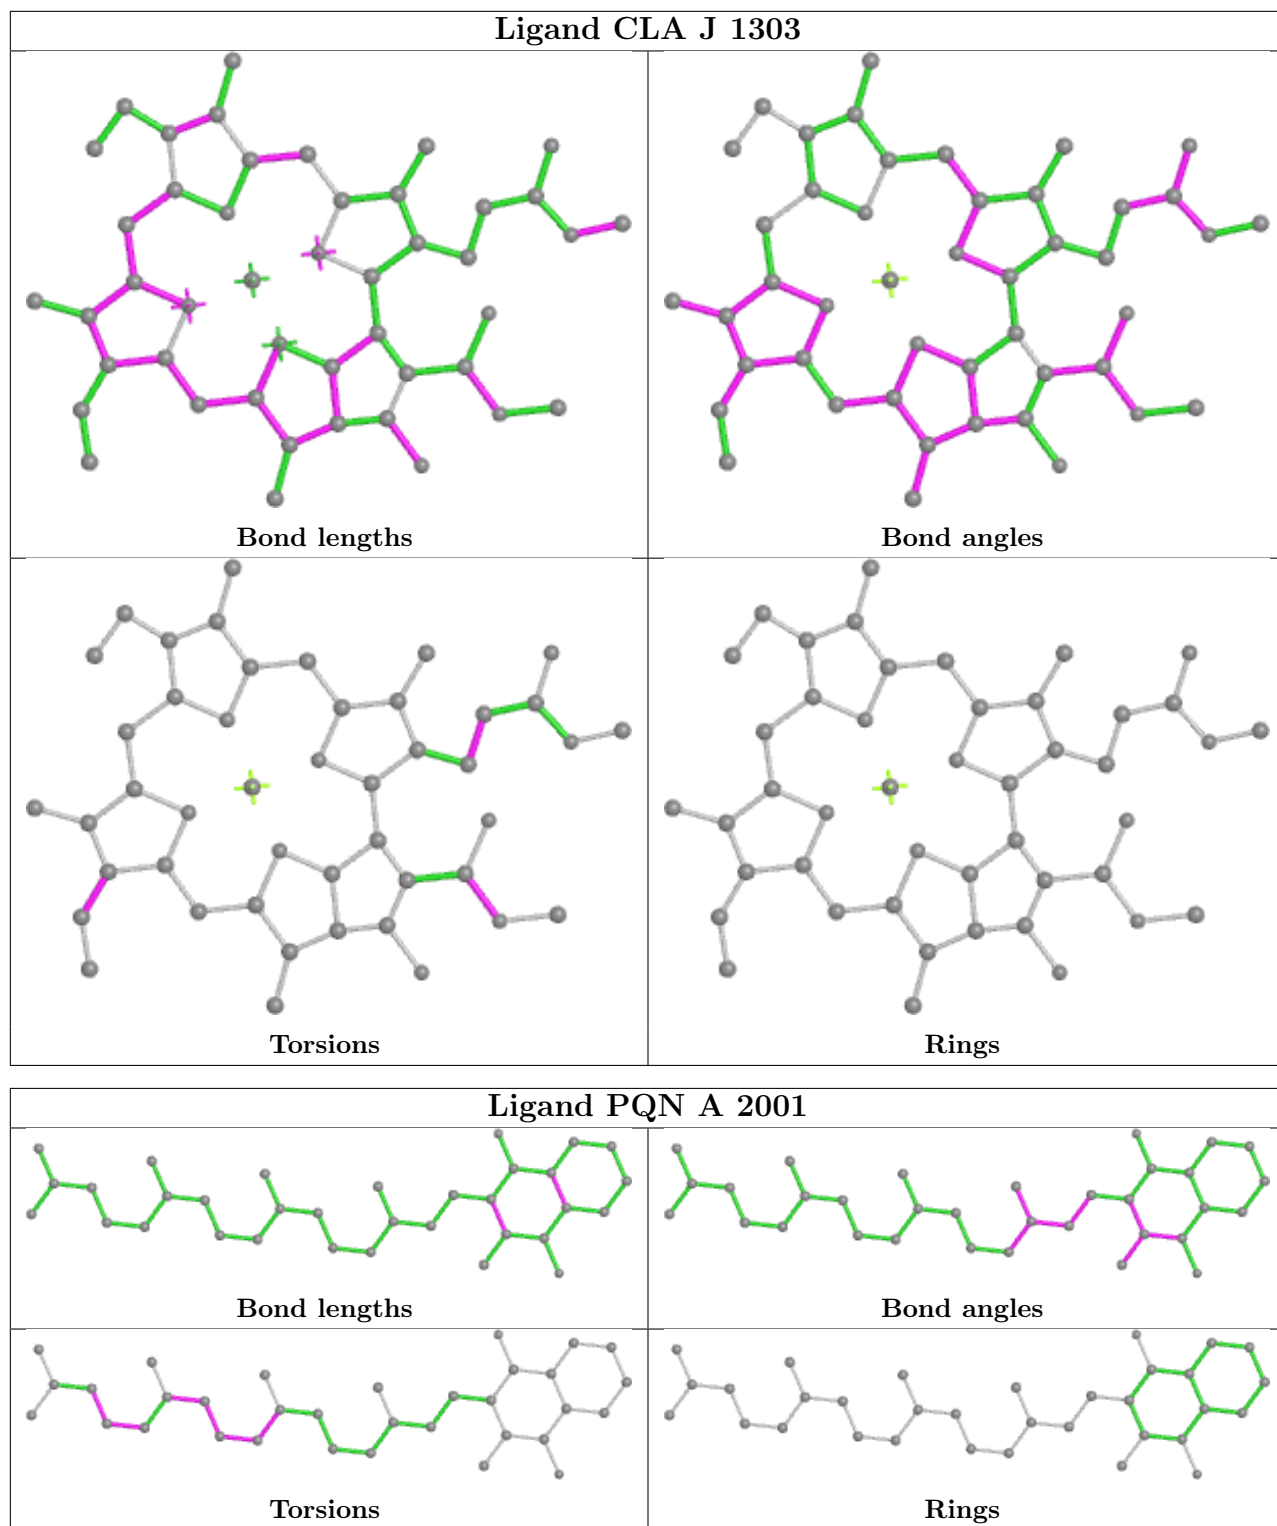 Ligand CLA J 1303
Bond lengths
Bond angles
Torsions
Rings
Ligand PQN A 2001
Bond lengths
Bond angles
Torsions
Rings